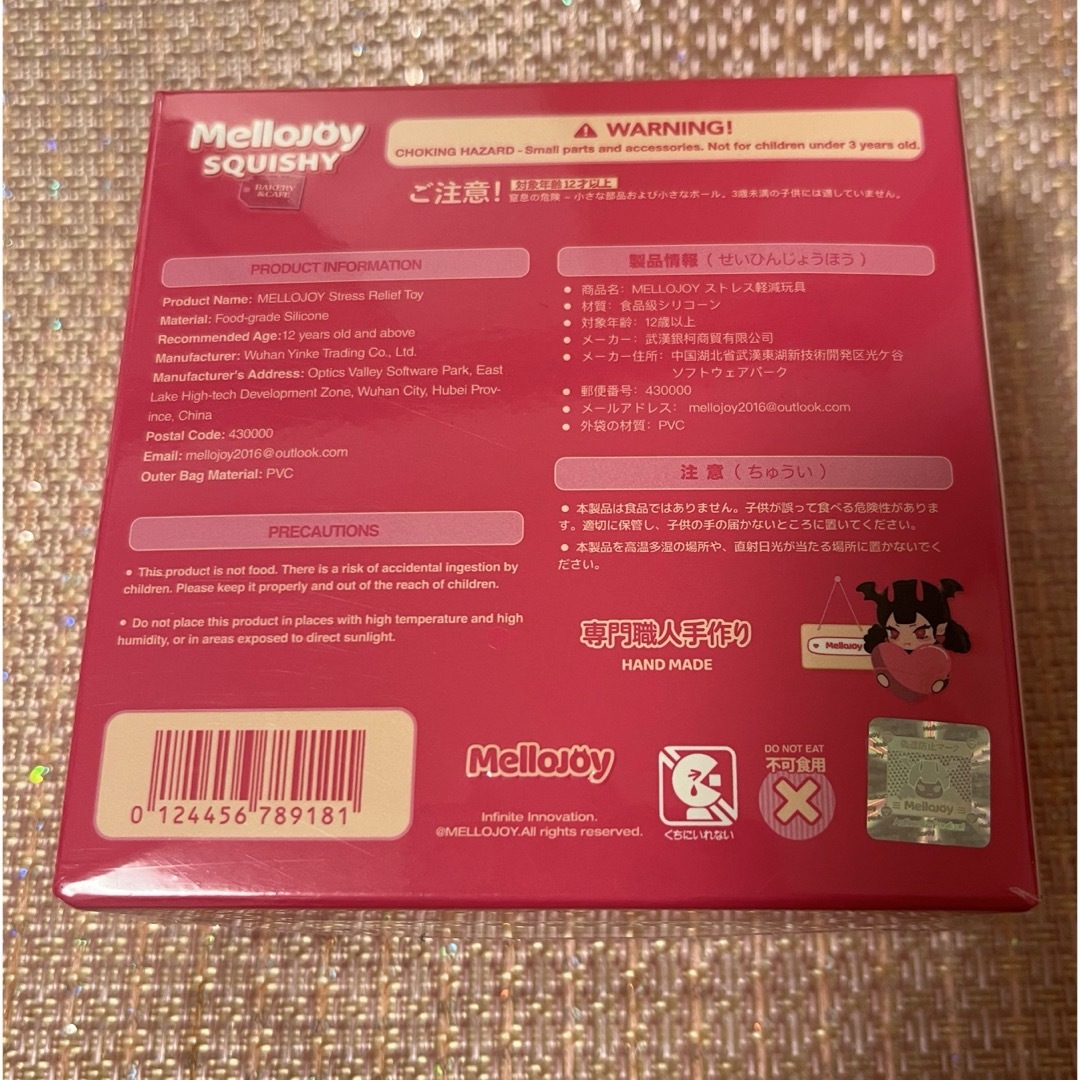 Mellojoy
SQUISHY
BAKERY
&CAFE
⚠ WARNING!
CHOKING HAZARD - Small parts and accessories. Not for children under 3 years old.
ご注意!
対象年齢12才以上
窒息の危険 – 小さな部品および小さなボール。3歳未満の子供には適していません。
PRODUCT INFORMATION
Product Name: MELLOJOY Stress Relief Toy
Material: Food-grade Silicone
Recommended Age:12 years old and above
Manufacturer: Wuhan Yinke Trading Co., Ltd.
Manufacturer's Address: Optics Valley Software Park, East
Lake High-tech Development Zone, Wuhan City, Hubei Prov-
ince, China
Postal Code: 430000
Email: mellojoy2016@outlook.com
Outer Bag Material: PVC
PRECAUTIONS
• This product is not food. There is a risk of accidental ingestion by
children. Please keep it properly and out of the reach of children.
• Do not place this product in places with high temperature and high
humidity, or in areas exposed to direct sunlight.
製品情報 ( せいひんじょうほう )
• 商品名: MELLOJOY ストレス軽減玩具
• 材質: 食品級シリコーン
• 対象年齢: 12歳以上
• メーカー: 武漢銀柯商貿有限公司
• メーカー住所: 中国湖北省武漢東湖新技術開発区光ケ谷
ソフトウェアパーク
• 郵便番号: 430000
• メールアドレス: mellojoy2016@outlook.com
• 外袋の材質: PVC
注 意 ( ちゅうい )
• 本製品は食品ではありません。子供が誤って食べる危険性がありま
す。適切に保管し、子供の手の届かないところに置いてください。
• 本製品を高温多湿の場所や、直射日光が当たる場所に置かないでく
ださい。
専門職人手作り
HAND MADE
Mellojoy
0 124456 789181
Mellojoy
Infinite Innovation.
@MELLOJOY.All rights reserved.
くちにいれない
DO NOT EAT
不可食用
偽造防止マーク
Mellojoy